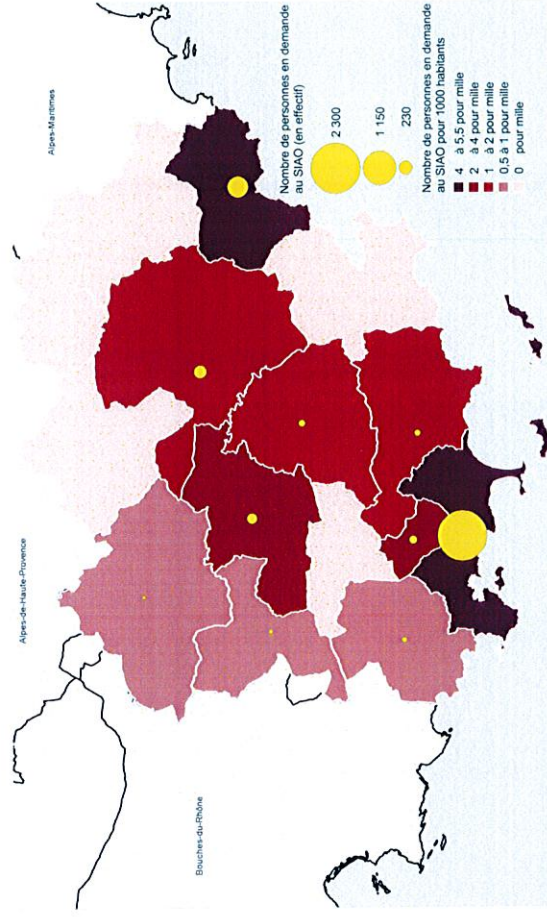 Alpes-Maritimes
Alpes-de-Haute-Provence
Bouches-du-Rhône
Nombre de personnes en demande
au SIAO (en effectif)
2 300
1 150
230
Nombre de personnes en demande
au SIAO pour 1000 habitants
4 à 5,5 pour mille
2 à 4 pour mille
1 à 2 pour mille
0,5 à 1 pour mille
0 pour mille